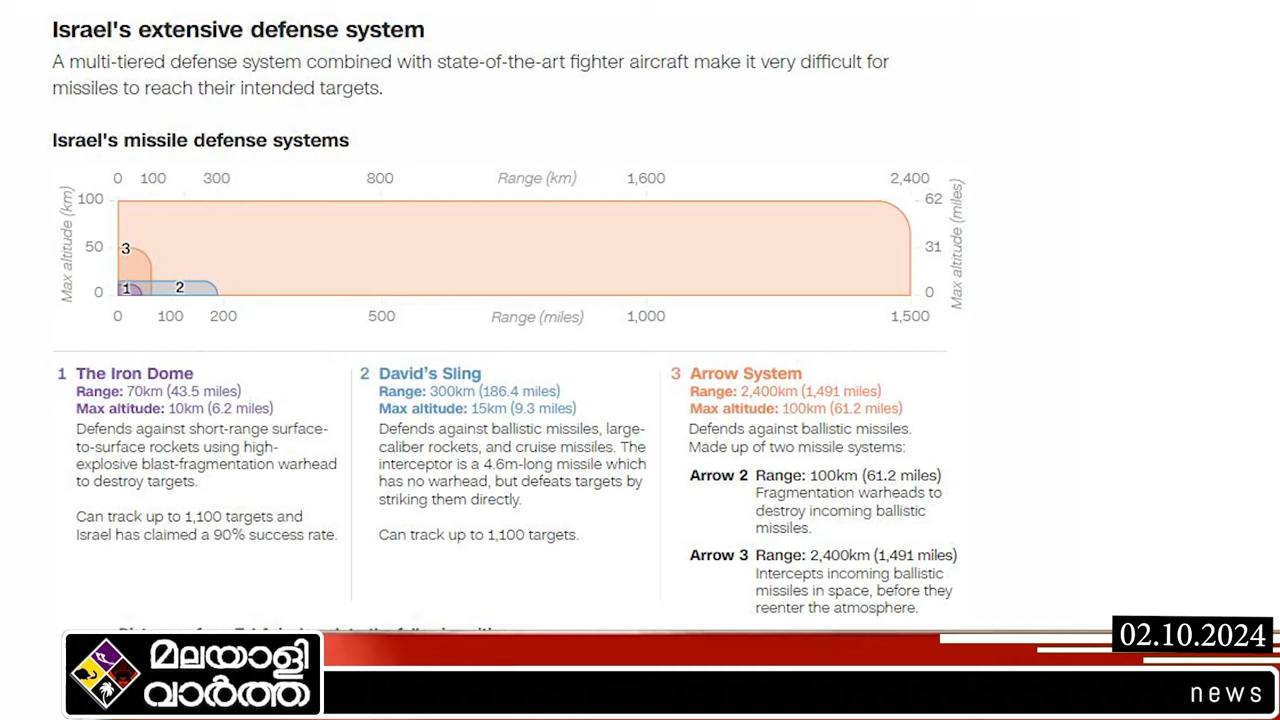 Israel's extensive defense system
A multi-tiered defense system combined with state-of-the-art fighter aircraft make it very difficult for
missiles to reach their intended targets.
Israel's missile defense systems
0 100 300 800 Range (km) 1,600 2,400
Max altitude (km)
100
50
0
3
1
2
62
31
0
Max altitude (miles)
0 100 200 500 Range (miles) 1,000 1,500
1 The Iron Dome
Range: 70km (43.5 miles)
Max altitude: 10km (6.2 miles)
Defends against short-range surface-
to-surface rockets using high-
explosive blast-fragmentation warhead
to destroy targets.
Can track up to 1,100 targets and
Israel has claimed a 90% success rate.
2 David's Sling
Range: 300km (186.4 miles)
Max altitude: 15km (9.3 miles)
Defends against ballistic missiles, large-
caliber rockets, and cruise missiles. The
interceptor is a 4.6m-long missile which
has no warhead, but defeats targets by
striking them directly.
Can track up to 1,100 targets.
3 Arrow System
Range: 2,400km (1,491 miles)
Max altitude: 100km (61.2 miles)
Defends against ballistic missiles.
Made up of two missile systems:
Arrow 2 Range: 100km (61.2 miles)
Fragmentation warheads to
destroy incoming ballistic
missiles.
Arrow 3 Range: 2,400km (1,491 miles)
Intercepts incoming ballistic
missiles in space, before they
reenter the atmosphere.
02.10.2024
മലയാളി
വാർത്ത
news